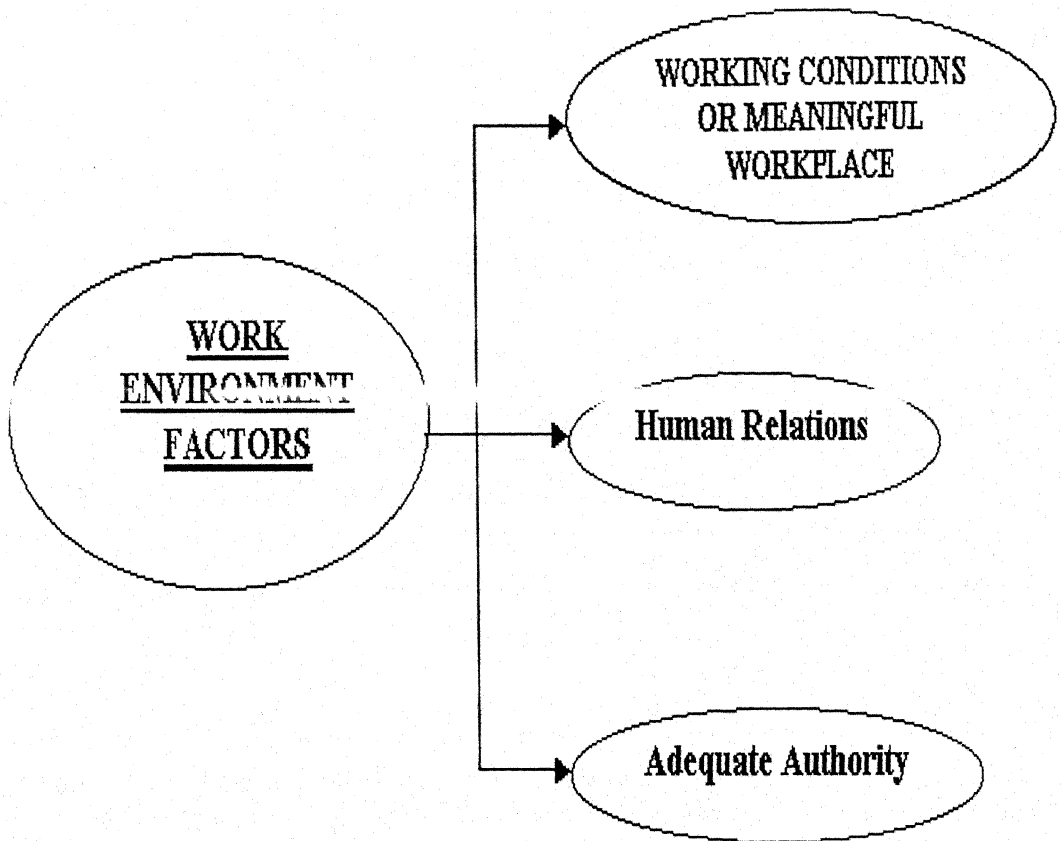 WORKING CONDITIONS
OR MEANINGFUL
WORKPLACE
WORK
ENVIRONMENT
FACTORS
Human Relations
Adequate Authority